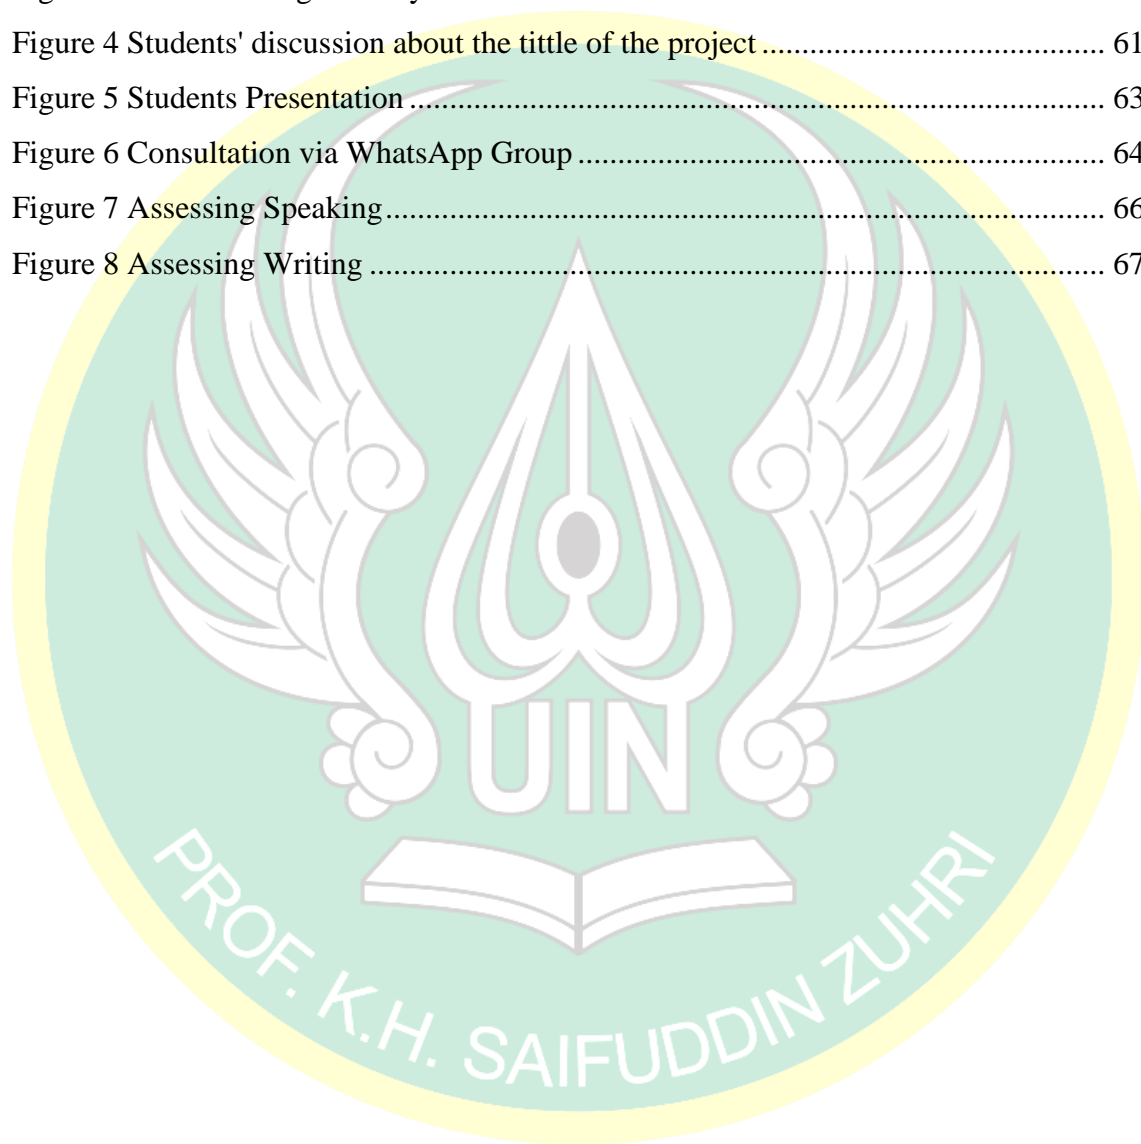 Figure 4 Students' discussion about the tittle of the project ........................................ 61
Figure 5 Students Presentation ........................................ 63
Figure 6 Consultation via WhatsApp Group ........................................ 64
Figure 7 Assessing Speaking ........................................ 66
Figure 8 Assessing Writing ........................................ 67
UIN
PROF. K.H. SAIFUDDIN ZUHRI